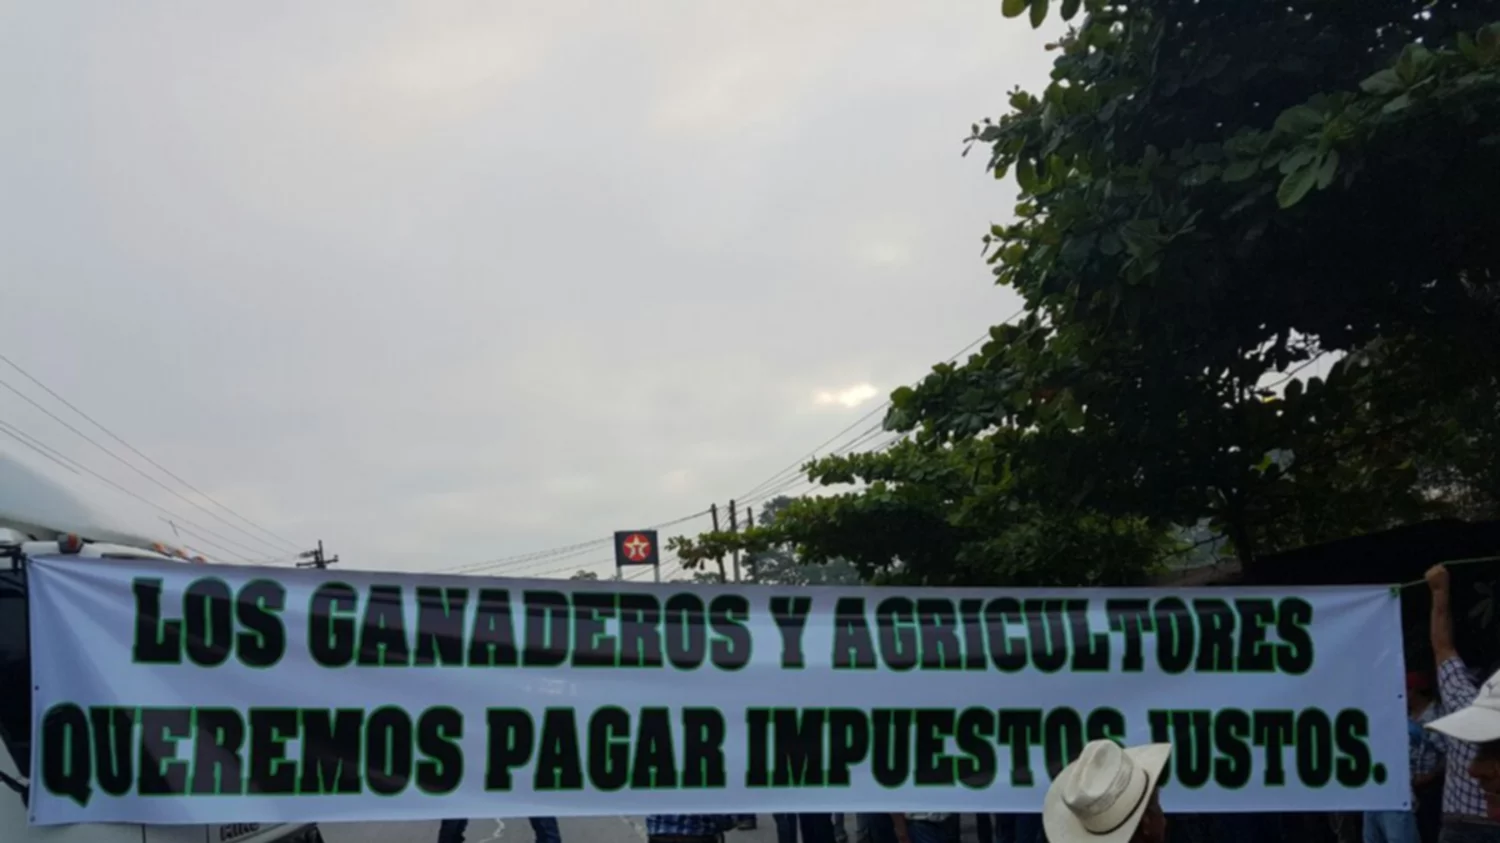 LOS GANADEROS Y AGRICULTORES
QUEREMOS PAGAR IMPUESTOS JUSTOS.